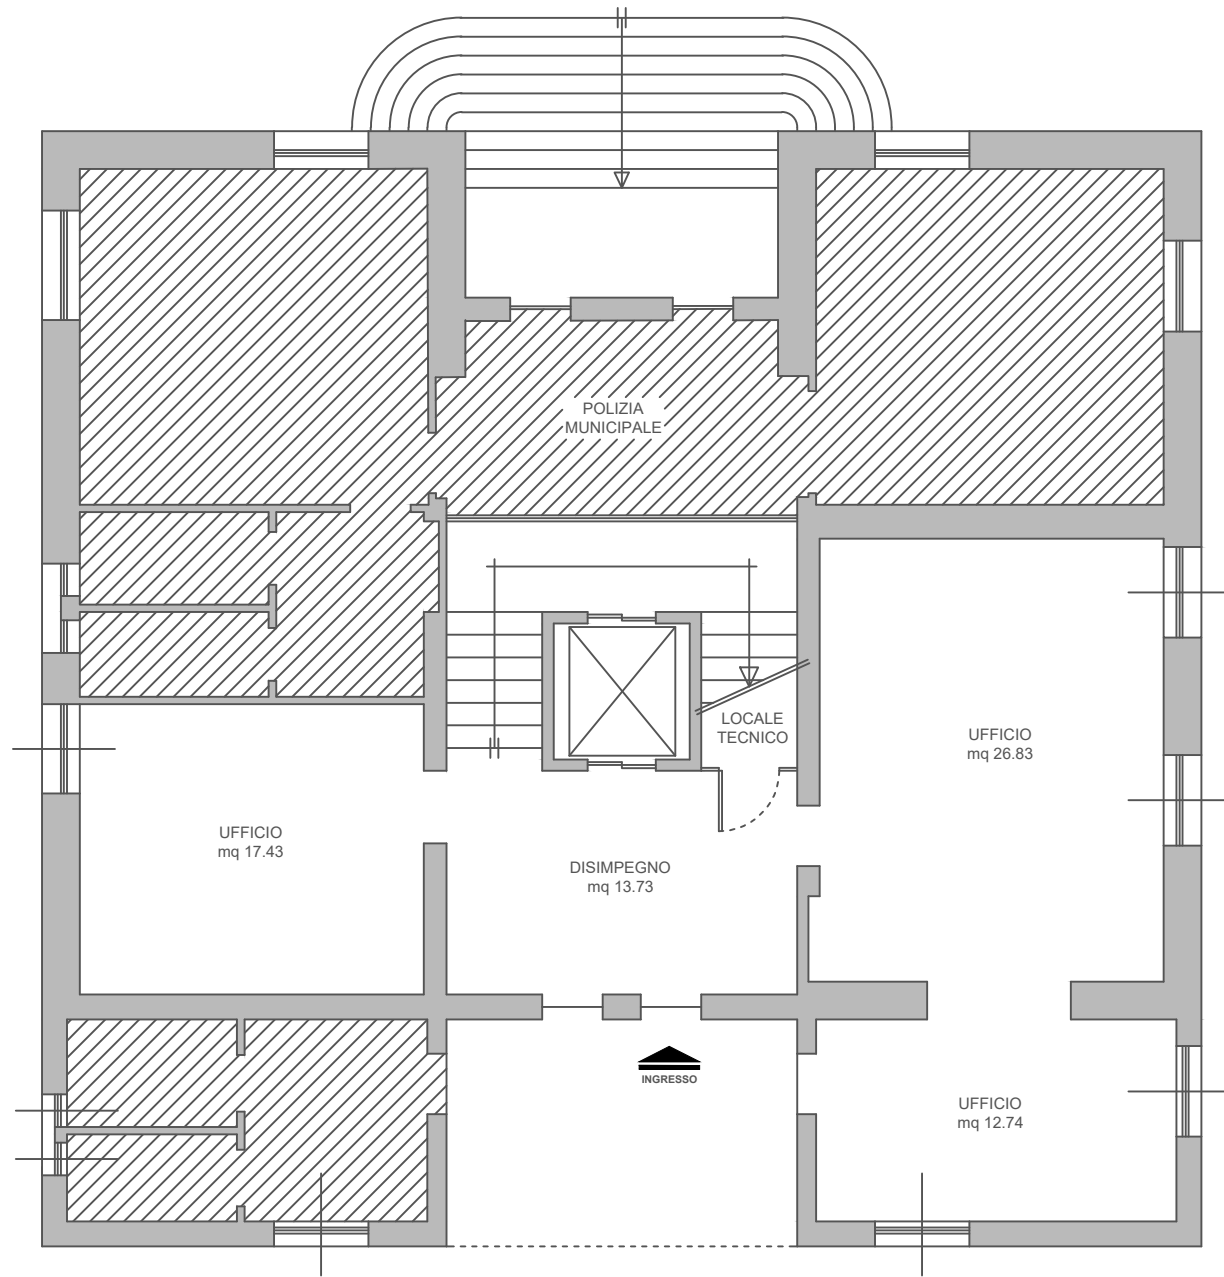 POLIZIA
MUNICIPALE
LOCALE
TECNICO
UFFICIO
mq 26.83
UFFICIO
mq 17.43
DISIMPEGNO
mq 13.73
INGRESSO
UFFICIO
mq 12.74